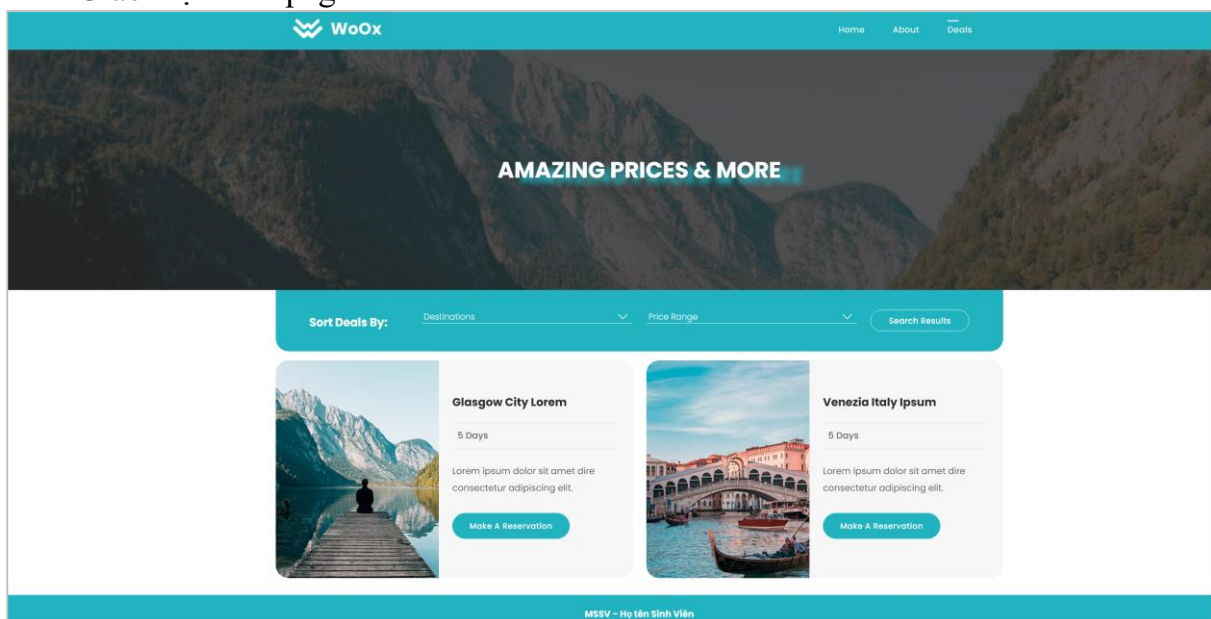 WoOx
Home About Deals
AMAZING PRICES & MORE
Sort Deals By: Destinations Price Range Search Results
Glasgow City Lorem
5 Days
Lorem ipsum dolor sit amet dire
consectetur adipiscing elit.
Make A Reservation
Venezia Italy Ipsum
5 Days
Lorem ipsum dolor sit amet dire
consectetur adipiscing elit.
Make A Reservation
MSSV - Họ tên Sinh Viên